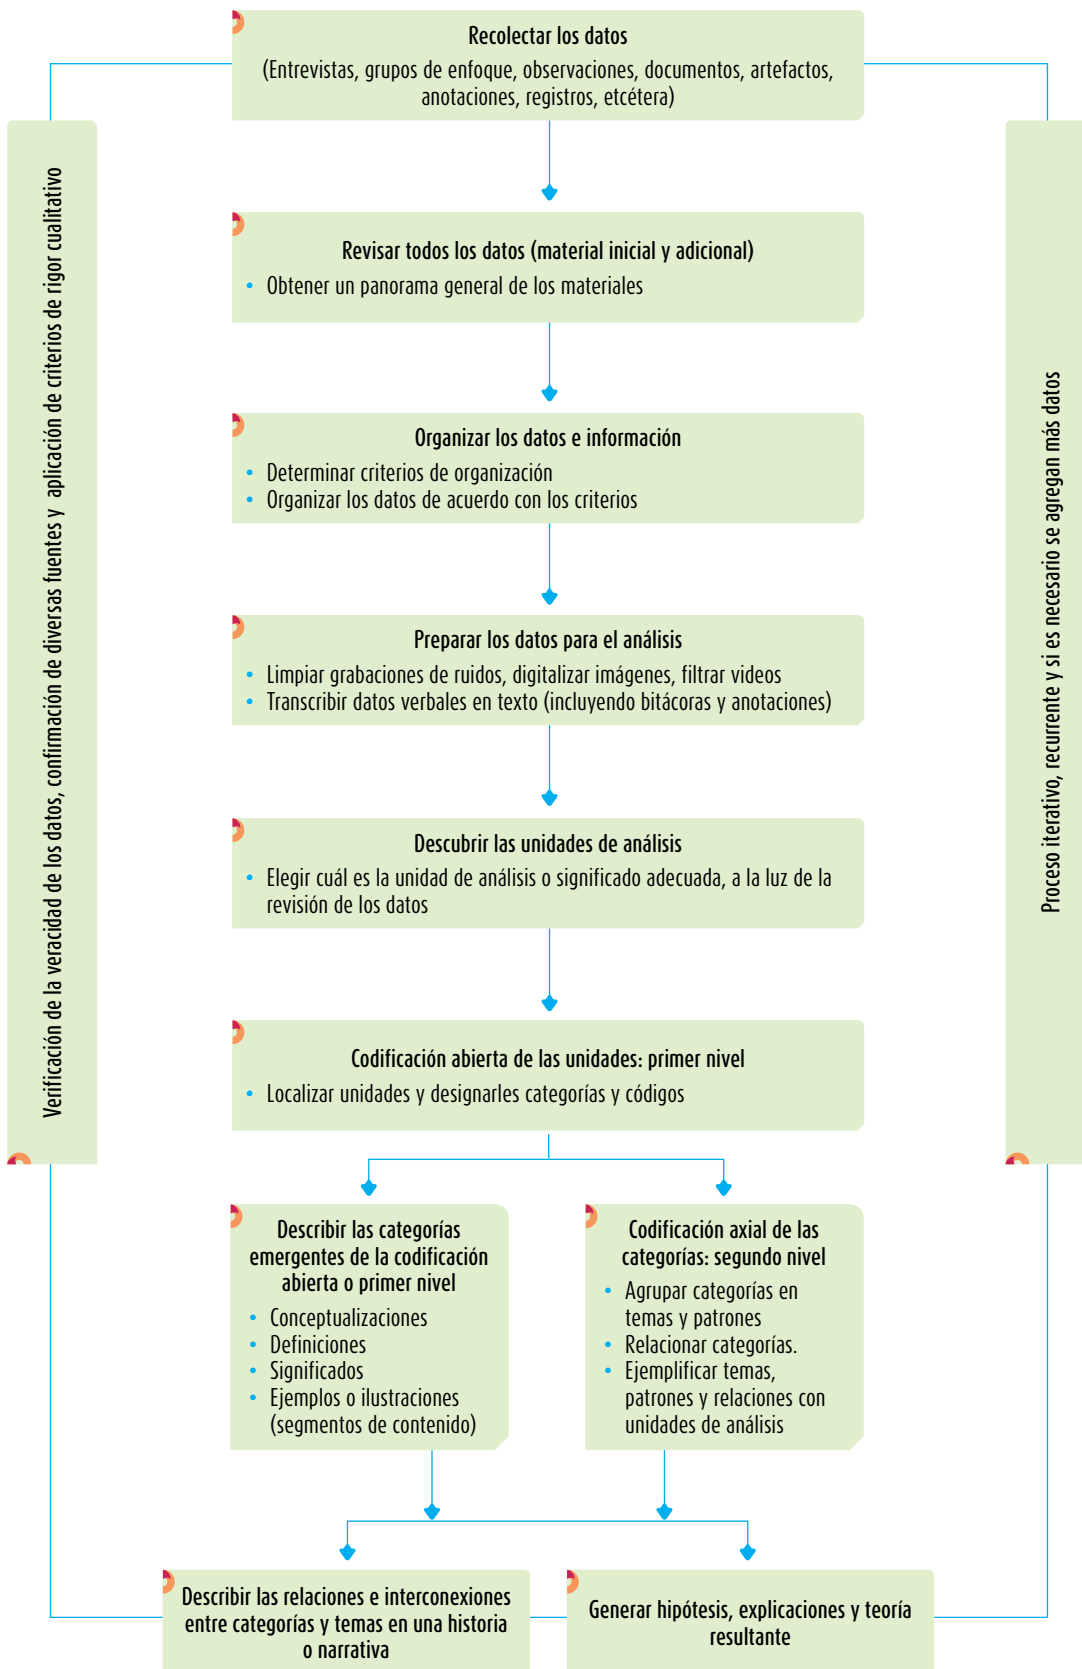 Recolectar los datos
(Entrevistas, grupos de enfoque, observaciones, documentos, artefactos,
anotaciones, registros, etcétera)
Verificación de la veracidad de los datos, confirmación de diversas fuentes y aplicación de criterios de rigor cualitativo
Proceso iterativo, recurrente y si es necesario se agregan más datos
Revisar todos los datos (material inicial y adicional)
• Obtener un panorama general de los materiales
Organizar los datos e información
• Determinar criterios de organización
• Organizar los datos de acuerdo con los criterios
Preparar los datos para el análisis
• Limpiar grabaciones de ruidos, digitalizar imágenes, filtrar videos
• Transcribir datos verbales en texto (incluyendo bitácoras y anotaciones)
Descubrir las unidades de análisis
• Elegir cuál es la unidad de análisis o significado adecuada, a la luz de la
revisión de los datos
Codificación abierta de las unidades: primer nivel
• Localizar unidades y designarles categorías y códigos
Describir las categorías
emergentes de la codificación
abierta o primer nivel
• Conceptualizaciones
• Definiciones
• Significados
• Ejemplos o ilustraciones
(segmentos de contenido)
Codificación axial de las
categorías: segundo nivel
• Agrupar categorías en
temas y patrones
• Relacionar categorías.
• Ejemplificar temas,
patrones y relaciones con
unidades de análisis
Describir las relaciones e interconexiones
entre categorías y temas en una historia
o narrativa
Generar hipótesis, explicaciones y teoría
resultante